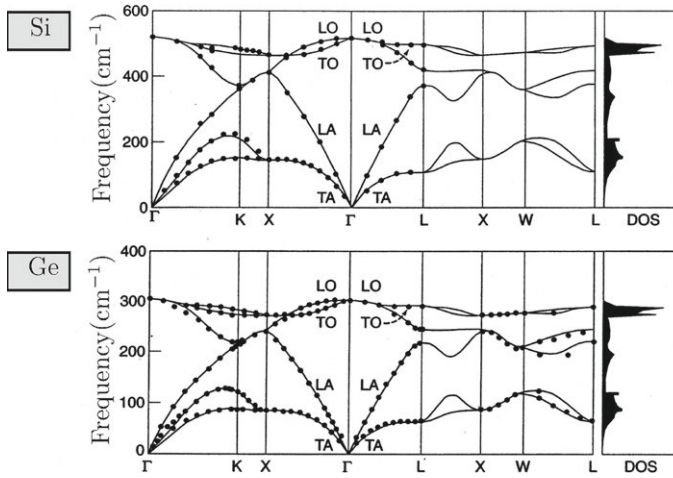 Si
Frequency(cm⁻¹)
600
400
200
0
LO
TO
LA
TA
LO
TO
LA
TA
Γ K X Γ L X W L DOS
Ge
Frequency(cm⁻¹)
400
300
200
100
0
LO
TO
LA
TA
LO
TO
LA
TA
Γ K X Γ L X W L DOS